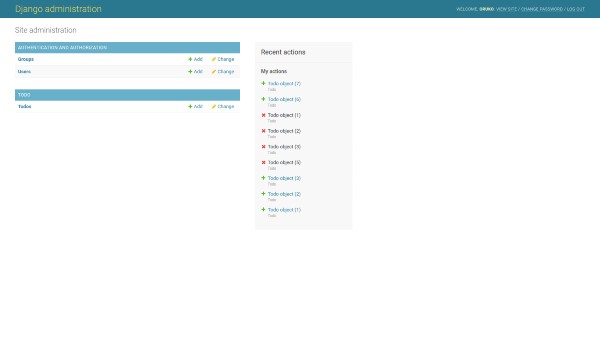 Django administration
WELCOME, VIEW SITE / CHANGE PASSWORD / LOG OUT
Site administration
AUTHENTICATION AND AUTHORIZATION
Groups Add Change
Users Add Change
TODO
Todos Add Change
Recent actions
My actions
Todo object (7)
Todo
Todo object (6)
Todo
Todo object (1)
Todo
Todo object (2)
Todo
Todo object (3)
Todo
Todo object (5)
Todo
Todo object (3)
Todo
Todo object (2)
Todo
Todo object (1)
Todo